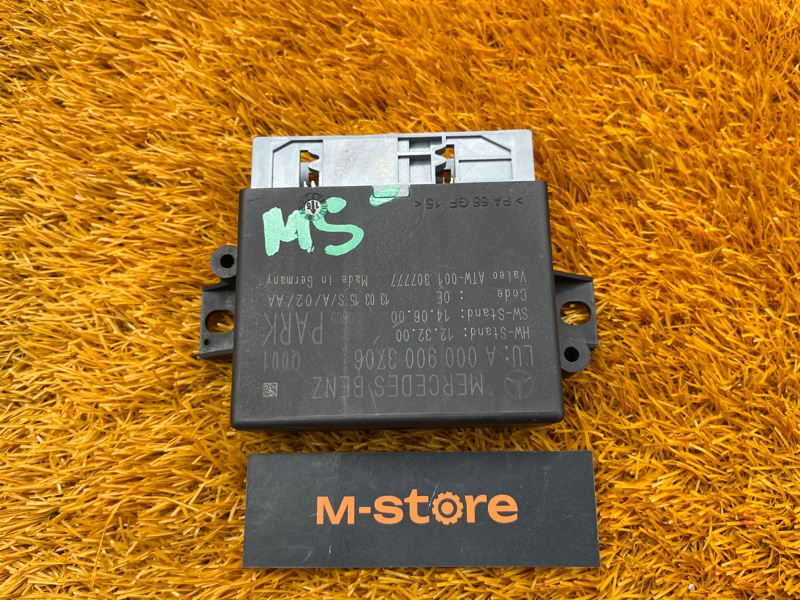 MERCEDES-BENZ
LU: A 000 900 3706 Q001
HW-Stand: 12.32.00 PARK
SW-Stand: 14.06.00
Code : 0E 13 03 15 S/A/02/AA
Valeo ATW-001 307777 Made in Germany
>PA 66 GF 15<
MS
M-store